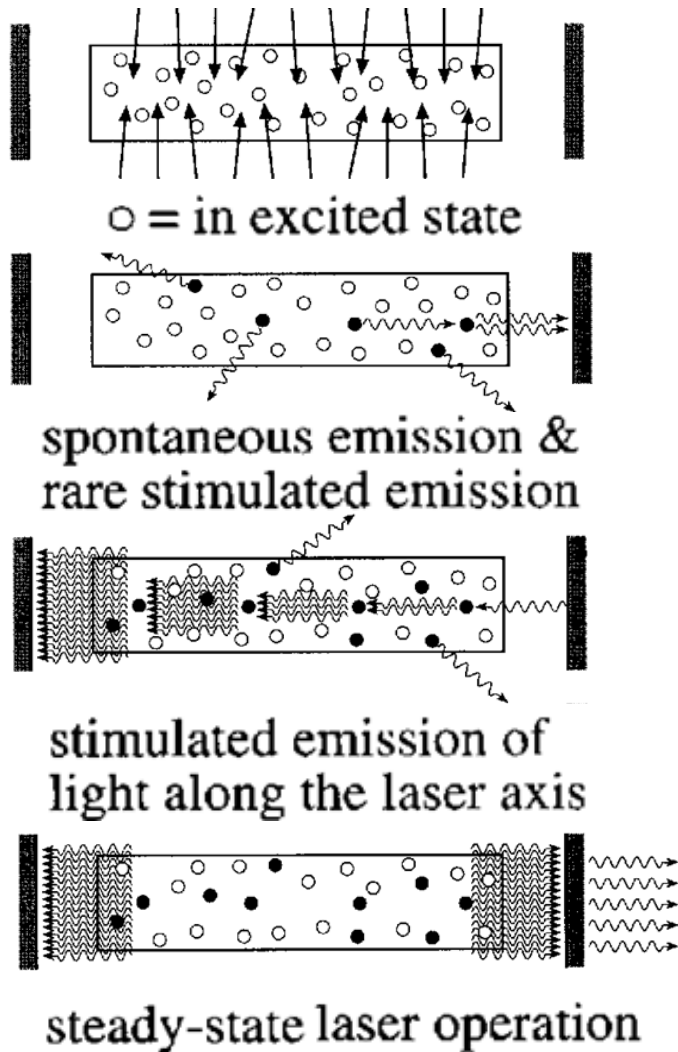 = in excited state
spontaneous emission &
rare stimulated emission
stimulated emission of
light along the laser axis
steady-state laser operation